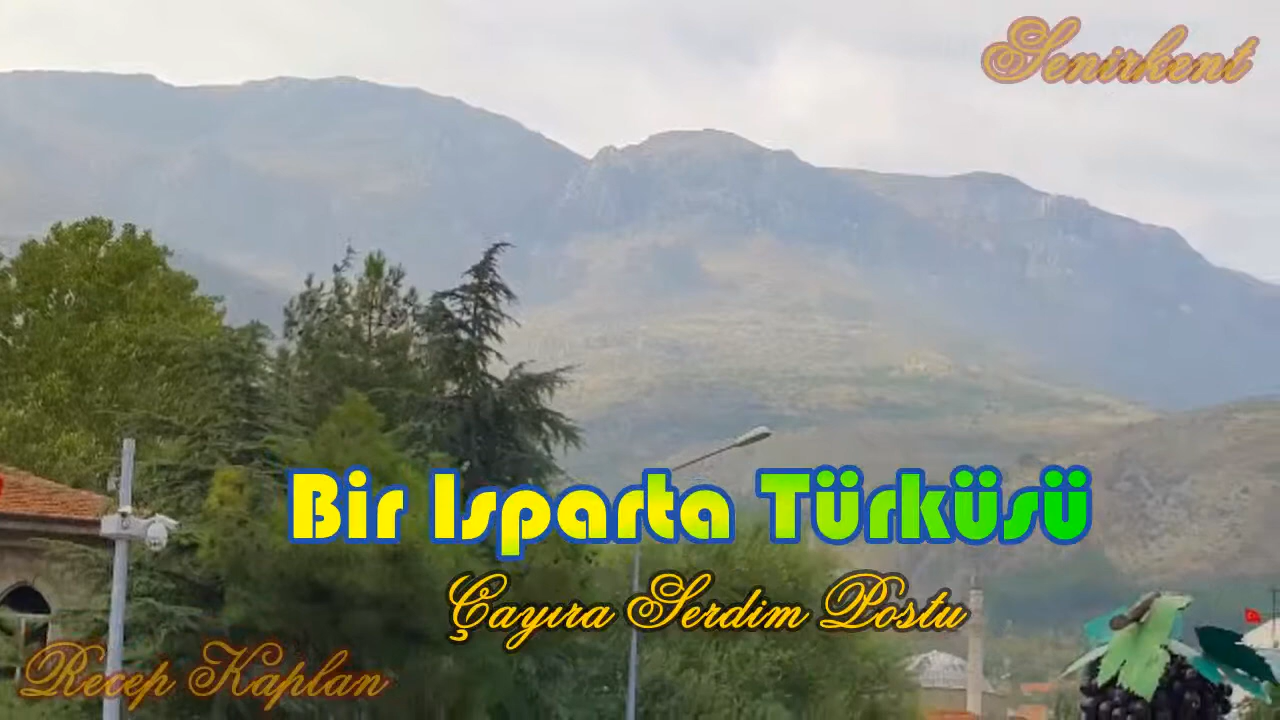 Senirkent
Bir Isparta Türküsü
Çayıra Serdim Postu
Recep Kaplan